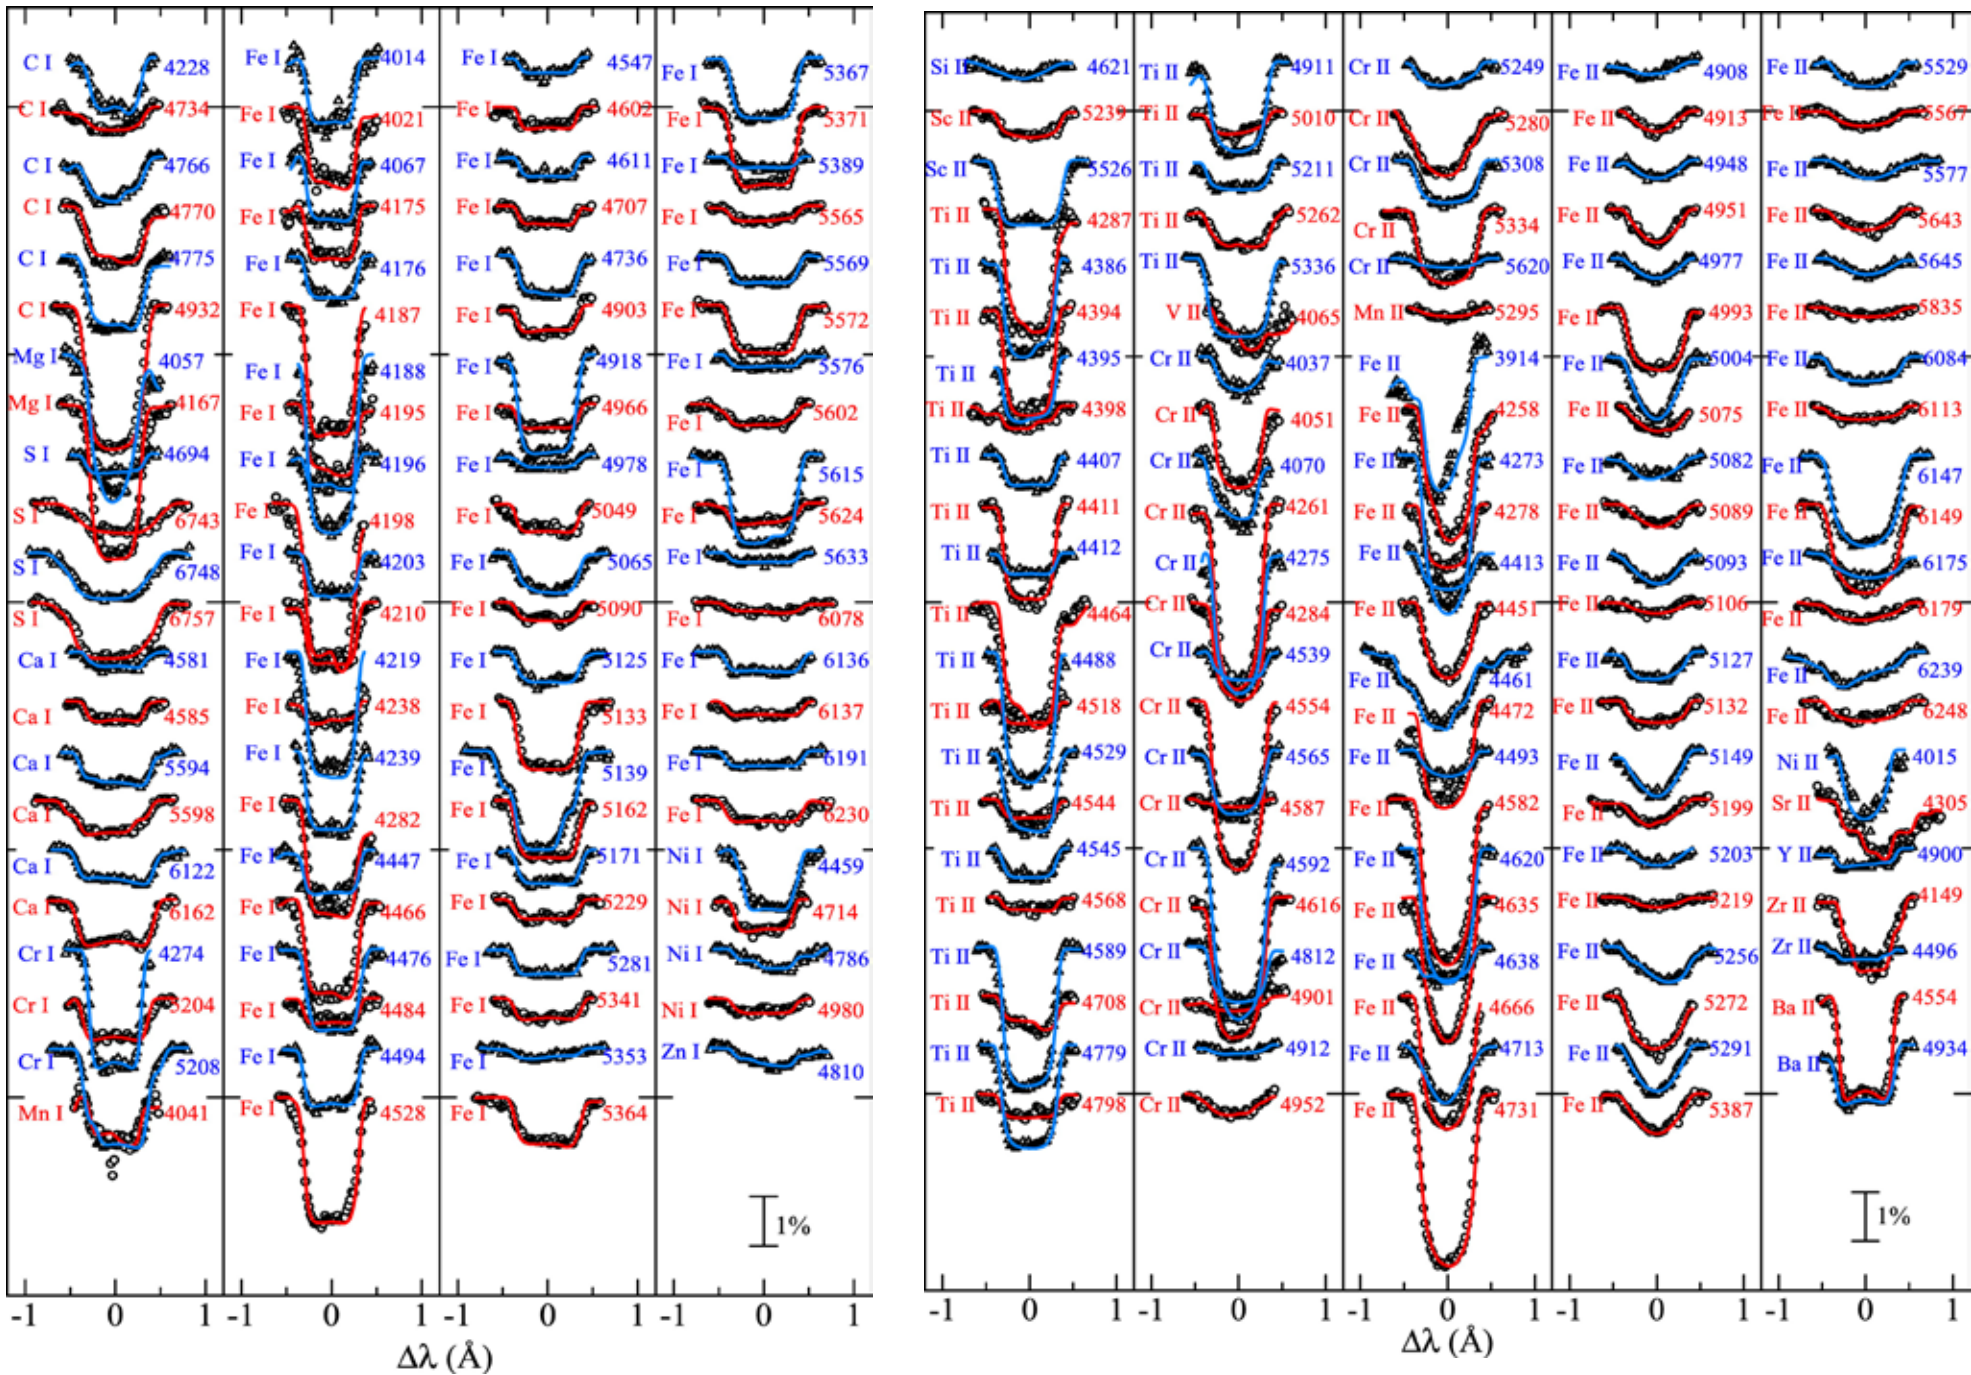 C I 4228
C I 4734
C I 4766
C I 4770
C I 4775
C I 4932
Mg I 4057
Mg I 4167
S I 4694
S I 6743
S I 6748
S I 6757
Ca I 4581
Ca I 4585
Ca I 5594
Ca I 5598
Ca I 6122
Ca I 6162
Cr I 4274
Cr I 5204
Cr I 5208
Mn I 4041
Fe I 4014
Fe I 4021
Fe I 4067
Fe I 4175
Fe I 4176
Fe I 4187
Fe I 4188
Fe I 4195
Fe I 4196
Fe I 4198
Fe I 4203
Fe I 4210
Fe I 4219
Fe I 4238
Fe I 4239
Fe I 4282
Fe I 4447
Fe I 4466
Fe I 4476
Fe I 4484
Fe I 4494
Fe I 4528
Fe I 4547
Fe I 4602
Fe I 4611
Fe I 4707
Fe I 4736
Fe I 4903
Fe I 4918
Fe I 4966
Fe I 4978
Fe I 5049
Fe I 5065
Fe I 5090
Fe I 5125
Fe I 5133
Fe I 5139
Fe I 5162
Fe I 5171
Fe I 5229
Fe I 5281
Fe I 5341
Fe I 5353
Fe I 5364
Fe I 5367
Fe I 5371
Fe I 5389
Fe I 5565
Fe I 5569
Fe I 5572
Fe I 5576
Fe I 5602
Fe I 5615
Fe I 5624
Fe I 5633
Fe I 6078
Fe I 6136
Fe I 6137
Fe I 6191
Fe I 6230
Ni I 4459
Ni I 4714
Ni I 4786
Ni I 4980
Zn I 4810
1%
-1 0 1 -1 0 1 -1 0 1 -1 0 1
Δλ (Å)
Si II 4621
Sc II 5239
Sc II 5526
Ti II 4287
Ti II 4386
Ti II 4394
Ti II 4395
Ti II 4398
Ti II 4407
Ti II 4411
Ti II 4412
Ti II 4464
Ti II 4488
Ti II 4518
Ti II 4529
Ti II 4544
Ti II 4545
Ti II 4568
Ti II 4589
Ti II 4708
Ti II 4779
Ti II 4798
Ti II 4911
Ti II 5010
Ti II 5211
Ti II 5262
Ti II 5336
V II 4065
Cr II 4037
Cr II 4051
Cr II 4070
Cr II 4261
Cr II 4275
Cr II 4284
Cr II 4539
Cr II 4554
Cr II 4565
Cr II 4587
Cr II 4592
Cr II 4616
Cr II 4812
Cr II 4901
Cr II 4912
Cr II 4952
Cr II 5249
Cr II 5280
Cr II 5308
Cr II 5334
Cr II 5620
Mn II 5295
Fe II 3914
Fe II 4258
Fe II 4273
Fe II 4278
Fe II 4413
Fe II 4451
Fe II 4461
Fe II 4472
Fe II 4493
Fe II 4582
Fe II 4620
Fe II 4635
Fe II 4638
Fe II 4666
Fe II 4713
Fe II 4731
Fe II 4908
Fe II 4913
Fe II 4948
Fe II 4951
Fe II 4977
Fe II 4993
Fe II 5004
Fe II 5075
Fe II 5082
Fe II 5089
Fe II 5093
Fe II 5106
Fe II 5127
Fe II 5132
Fe II 5149
Fe II 5199
Fe II 5203
Fe II 5219
Fe II 5256
Fe II 5272
Fe II 5291
Fe II 5387
Fe II 5529
Fe II 5567
Fe II 5577
Fe II 5643
Fe II 5645
Fe II 5835
Fe II 6084
Fe II 6113
Fe II 6147
Fe II 6149
Fe II 6175
Fe II 6179
Fe II 6239
Fe II 6248
Ni II 4015
Sr II 4305
Y II 4900
Zr II 4149
Zr II 4496
Ba II 4554
Ba II 4934
1%
-1 0 1 -1 0 1 -1 0 1 -1 0 1 -1 0 1
Δλ (Å)